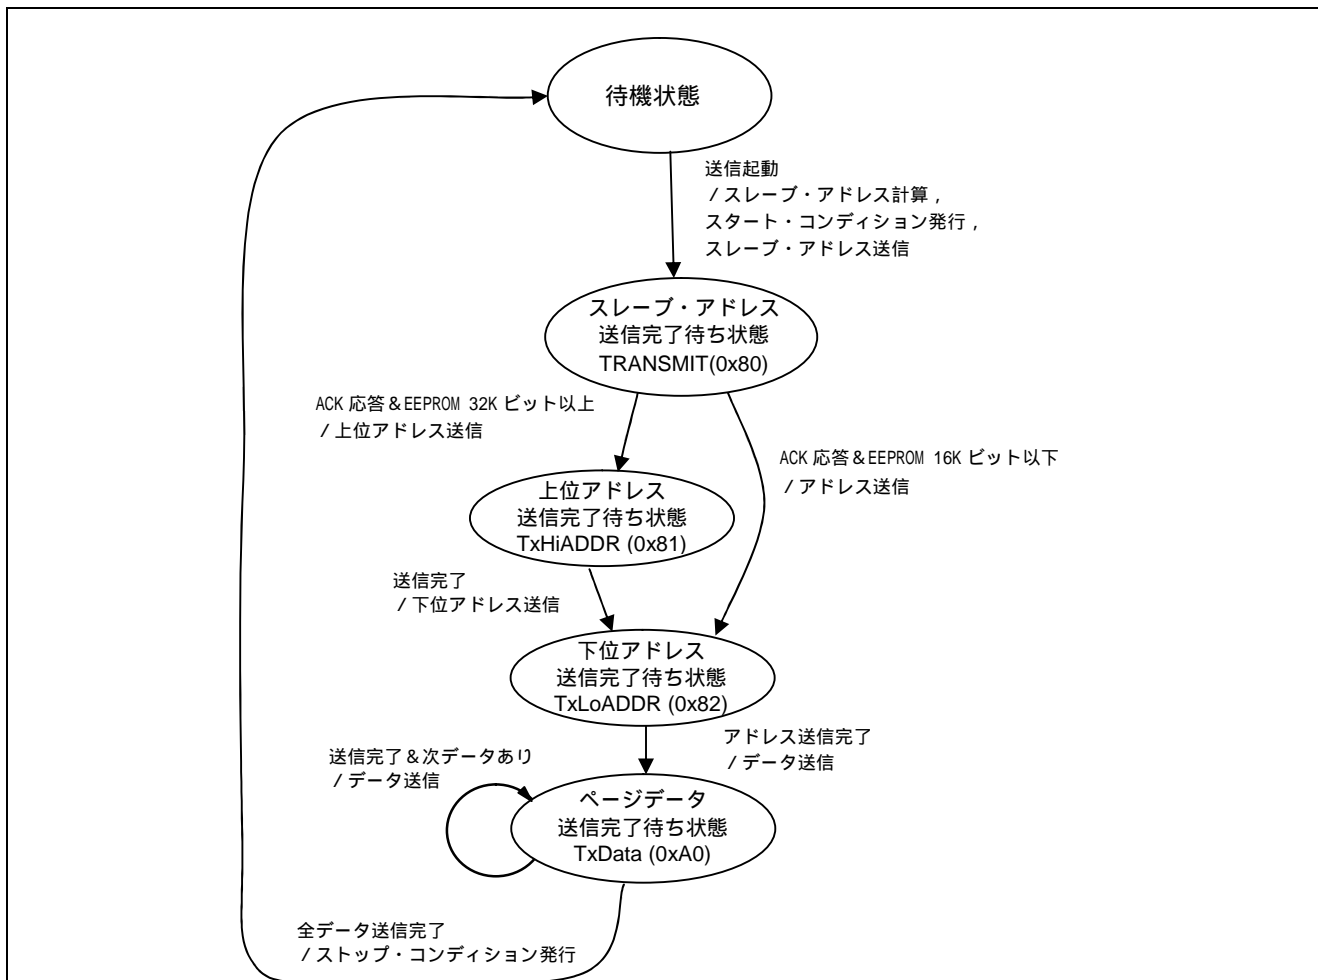 待機状態
送信起動
/スレーブ・アドレス計算,
スタート・コンディション発行,
スレーブ・アドレス送信
スレーブ・アドレス
送信完了待ち状態
TRANSMIT(0x80)
ACK 応答&EEPROM 32K ビット以上
/上位アドレス送信
ACK 応答&EEPROM 16K ビット以下
/アドレス送信
上位アドレス
送信完了待ち状態
TxHiADDR (0x81)
送信完了
/下位アドレス送信
下位アドレス
送信完了待ち状態
TxLoADDR (0x82)
アドレス送信完了
/データ送信
送信完了&次データあり
/データ送信
ページデータ
送信完了待ち状態
TxData (0xA0)
全データ送信完了
/ストップ・コンディション発行